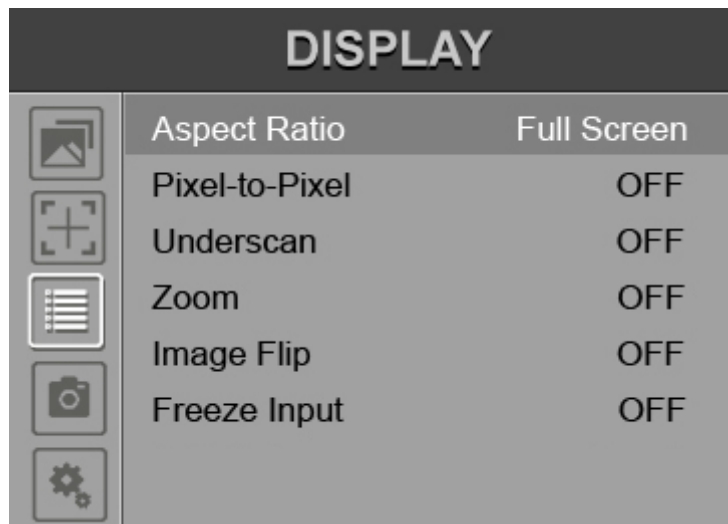 DISPLAY
Aspect Ratio Full Screen
Pixel-to-Pixel OFF
Underscan OFF
Zoom OFF
Image Flip OFF
Freeze Input OFF